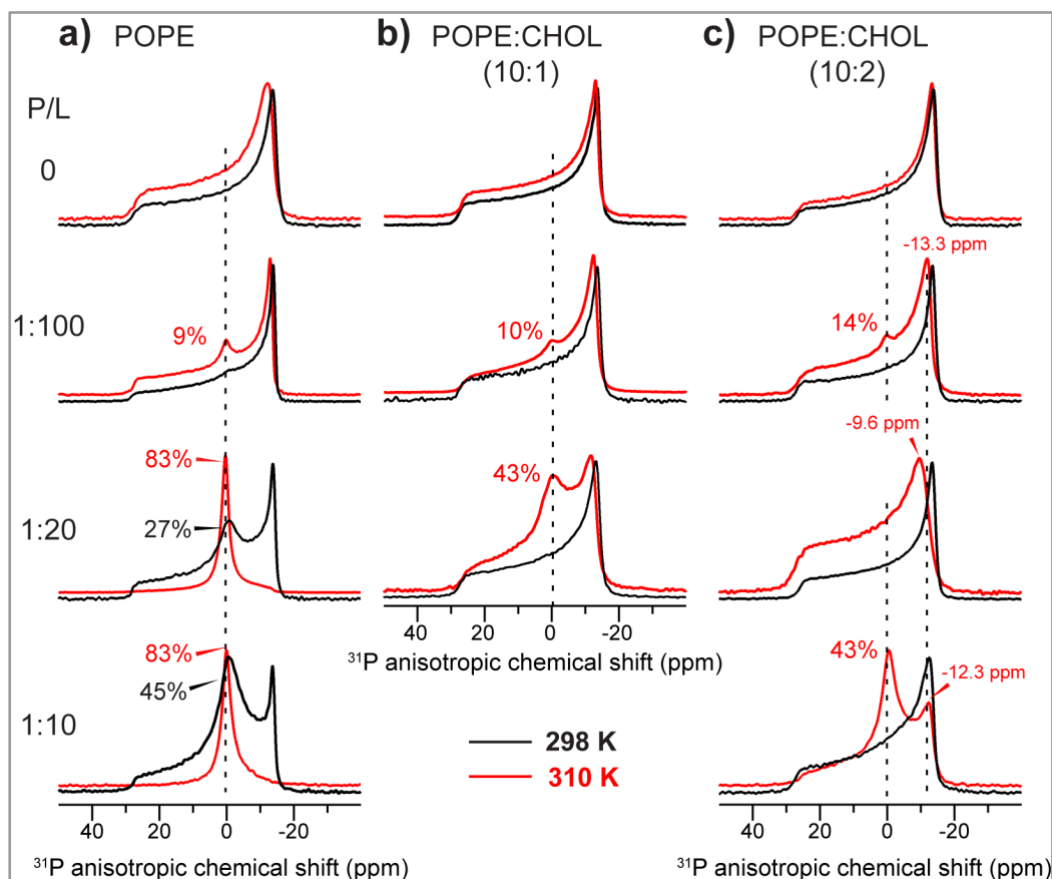 a) POPE
b) POPE:CHOL
(10:1)
c) POPE:CHOL
(10:2)
P/L
0
-13.3 ppm
1:100
9%
10%
14%
-9.6 ppm
83%
43%
1:20
27%
40 20 0 -20
³¹P anisotropic chemical shift (ppm)
83%
43%
45%
-12.3 ppm
1:10
298 K
310 K
40 20 0 -20
40 20 0 -20
³¹P anisotropic chemical shift (ppm)
³¹P anisotropic chemical shift (ppm)